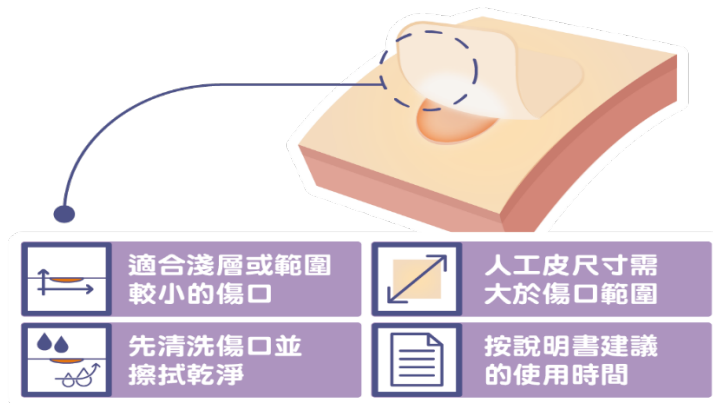 適合淺層或範圍
較小的傷口
人工皮尺寸需
大於傷口範圍
先清洗傷口並
擦拭乾淨
按說明書建議
的使用時間